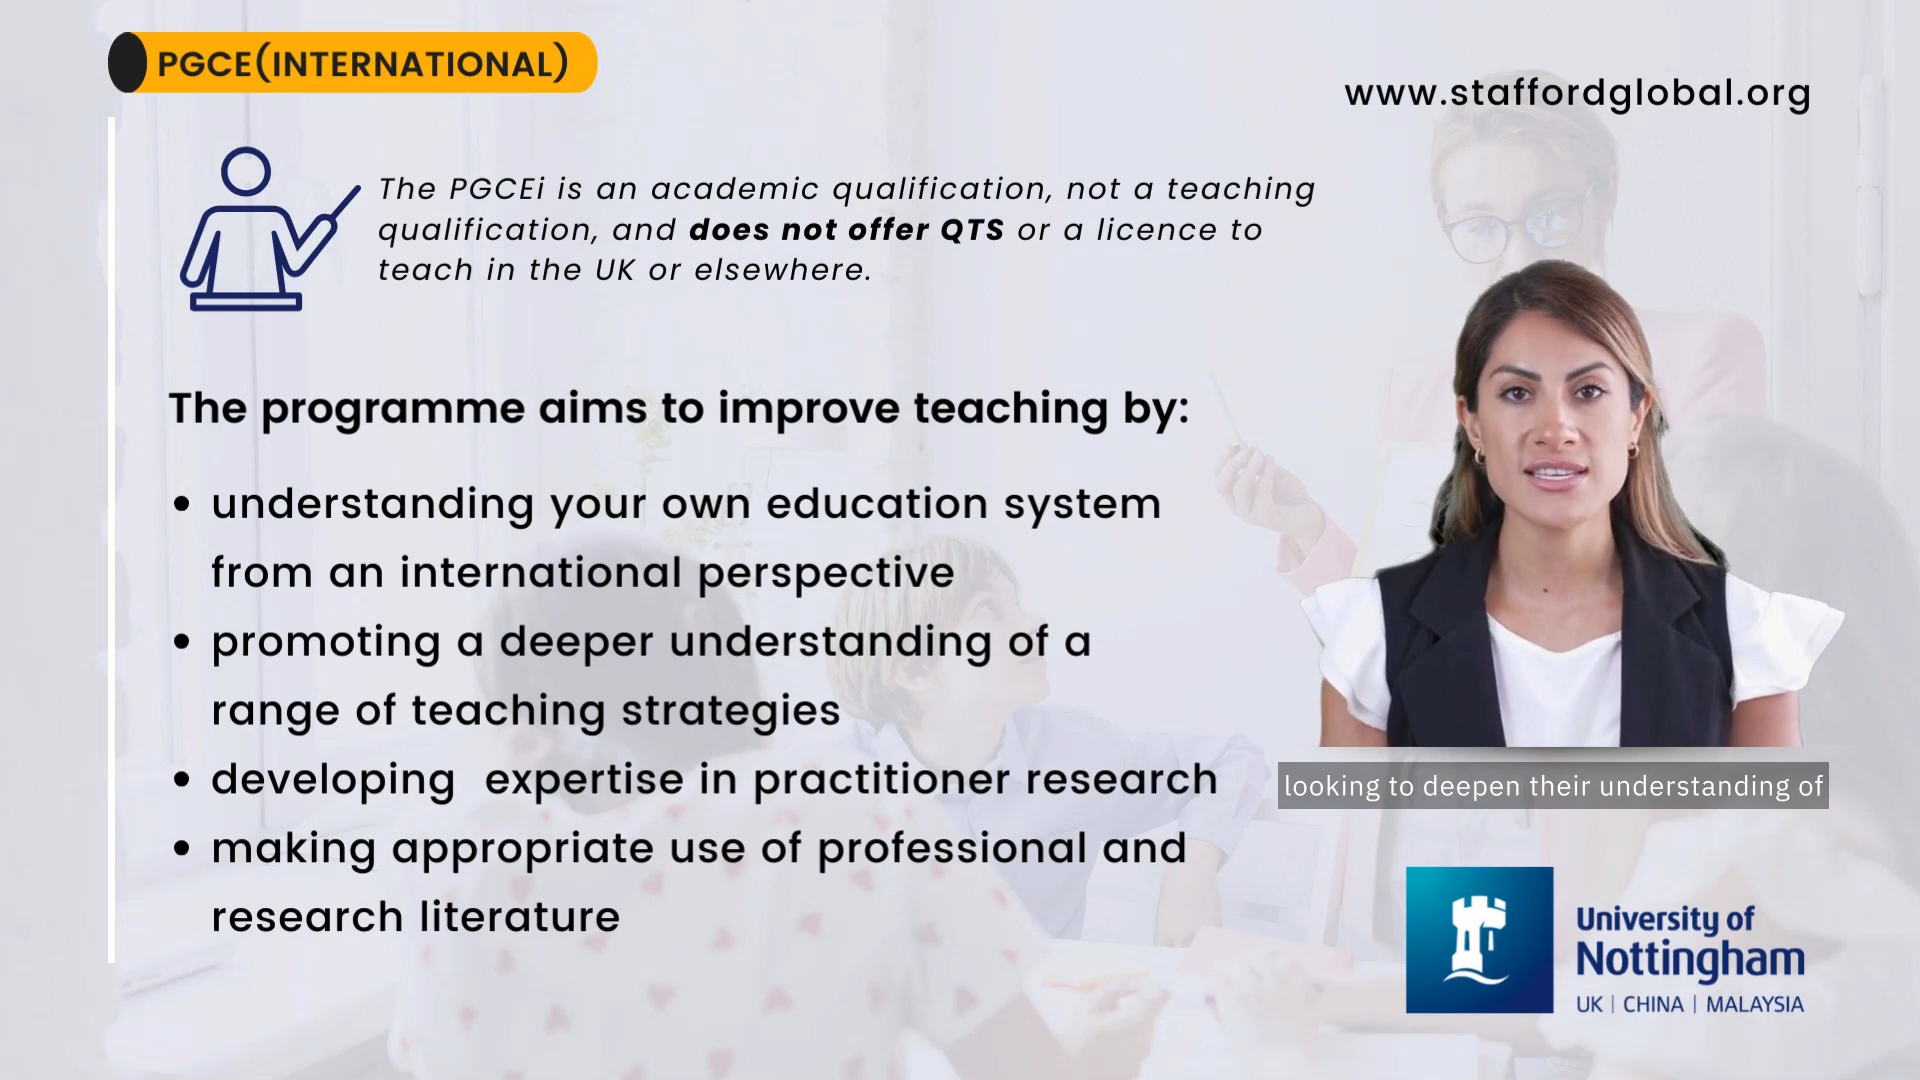 PGCE(INTERNATIONAL)
www.staffordglobal.org
The PGCEi is an academic qualification, not a teaching
qualification, and does not offer QTS or a licence to
teach in the UK or elsewhere.
The programme aims to improve teaching by:
• understanding your own education system
from an international perspective
• promoting a deeper understanding of a
range of teaching strategies
• developing  expertise in practitioner research
• making appropriate use of professional and
research literature
looking to deepen their understanding of
University of
Nottingham
UK | CHINA | MALAYSIA